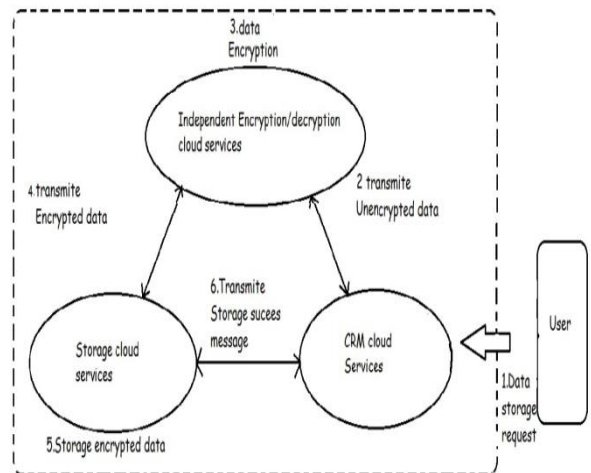 3.data
Encryption
Independent Encryption/decryption
cloud services
4.transmite
Encrypted data
2 transmite
Unencrypted data
6.Transmite
Storage sucees
message
Storage cloud
services
CRM cloud
Services
User
1.Data
storage
request
5.Storage encrypted data